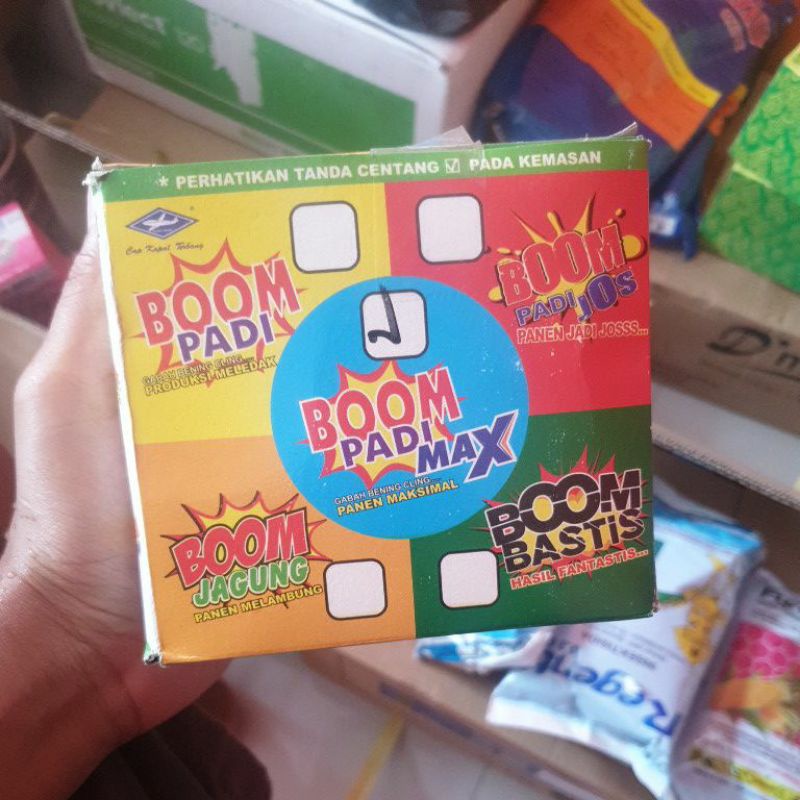 * PERHATIKAN TANDA CENTANG ☑ PADA KEMASAN
Cap Kapal Terbang
BOOM
PADI
GABAH BENING CLING....
PRODUKSI MELEDAK
BOOM
PADI JOS
PANEN JADI JOSSS...
BOOM
PADI MAX
GABAH BENING CLING....
PANEN MAKSIMAL
BOOM
JAGUNG
PANEN MELAMBUNG
BOOM
BASTIS
HASIL FANTASTIS...
D'm
Regent